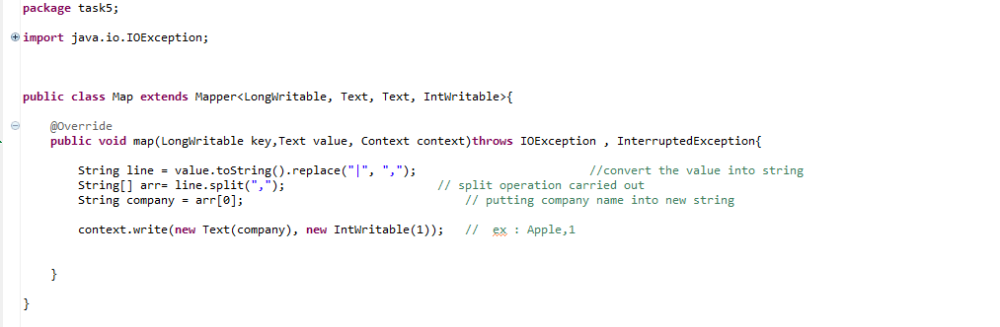 package task5;
import java.io.IOException;
public class Map extends Mapper<LongWritable, Text, Text, IntWritable>{
@Override
public void map(LongWritable key,Text value, Context context)throws IOException , InterruptedException{
String line = value.toString().replace("|", ","); //convert the value into string
String[] arr= line.split(","); // split operation carried out
String company = arr[0]; // putting company name into new string
context.write(new Text(company), new IntWritable(1)); // ex : Apple,1
}
}